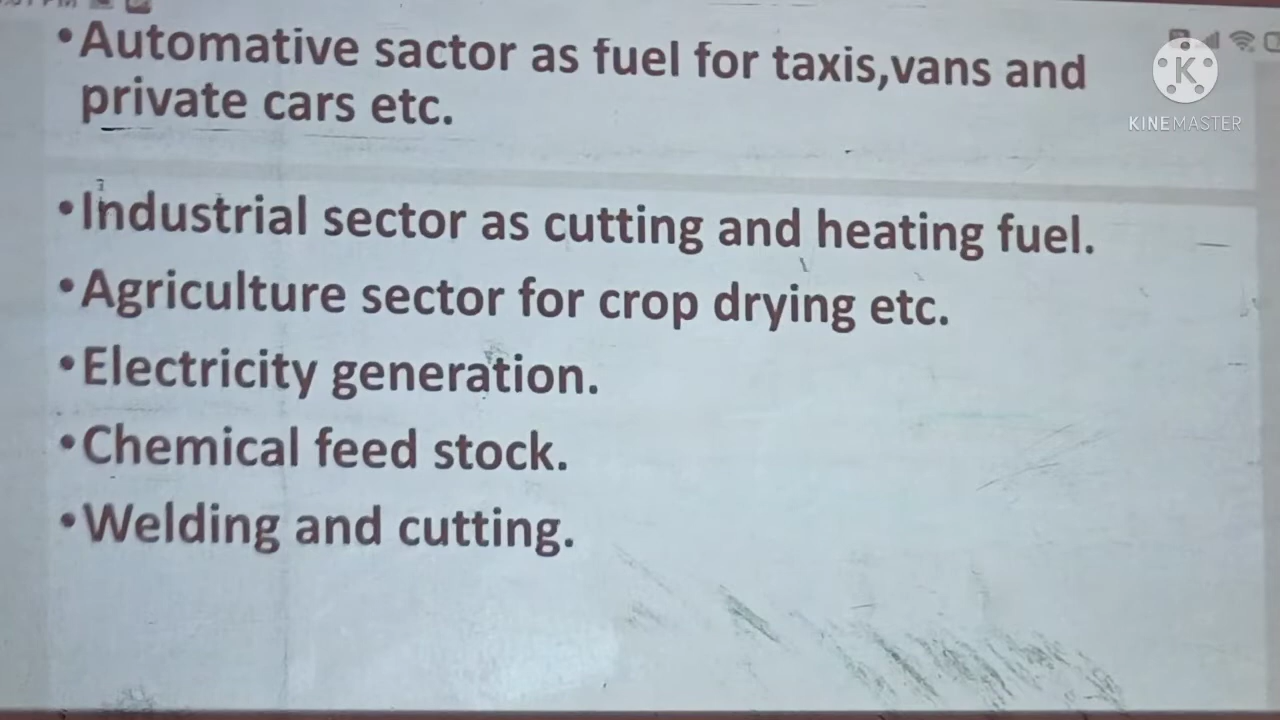 •Automative sactor as fuel for taxis,vans and
private cars etc.
•Industrial sector as cutting and heating fuel.
•Agriculture sector for crop drying etc.
•Electricity generation.
•Chemical feed stock.
•Welding and cutting.
K
KINEMASTER